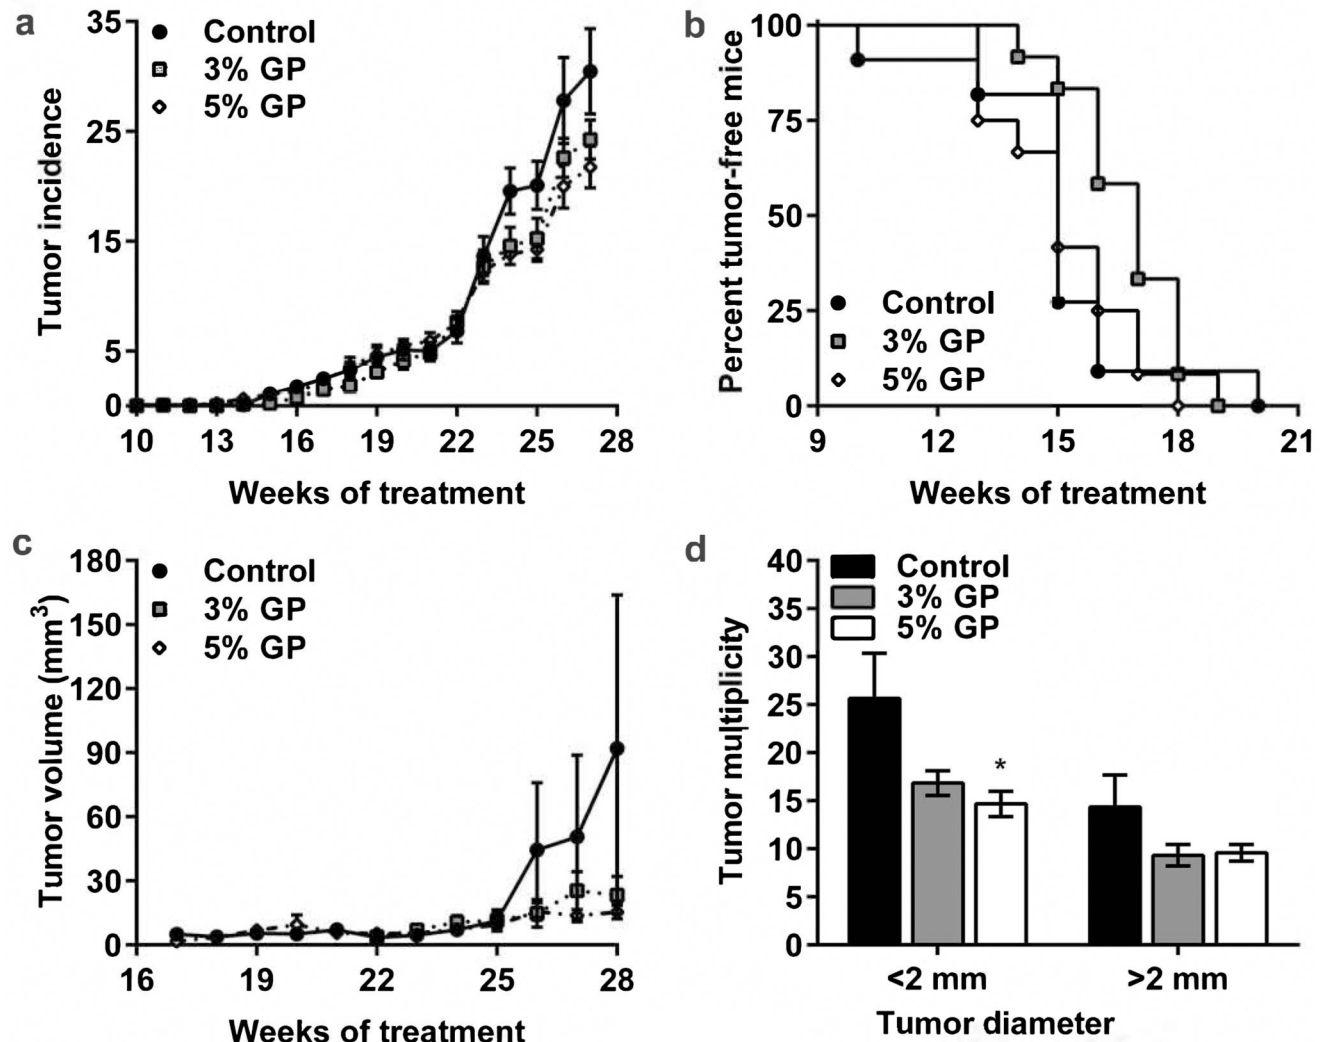 a
Tumor incidence
35
25
15
5
0
Control
3% GP
5% GP
10 13 16 19 22 25 28
Weeks of treatment
b
Percent tumor-free mice
100
75
50
25
0
Control
3% GP
5% GP
9 12 15 18 21
Weeks of treatment
c
Tumor volume (mm3)
180
150
120
90
60
30
0
Control
3% GP
5% GP
16 19 22 25 28
Weeks of treatment
d
Tumor multiplicity
40
35
30
25
20
15
10
5
0
Control
3% GP
5% GP
*
<2 mm >2 mm
Tumor diameter